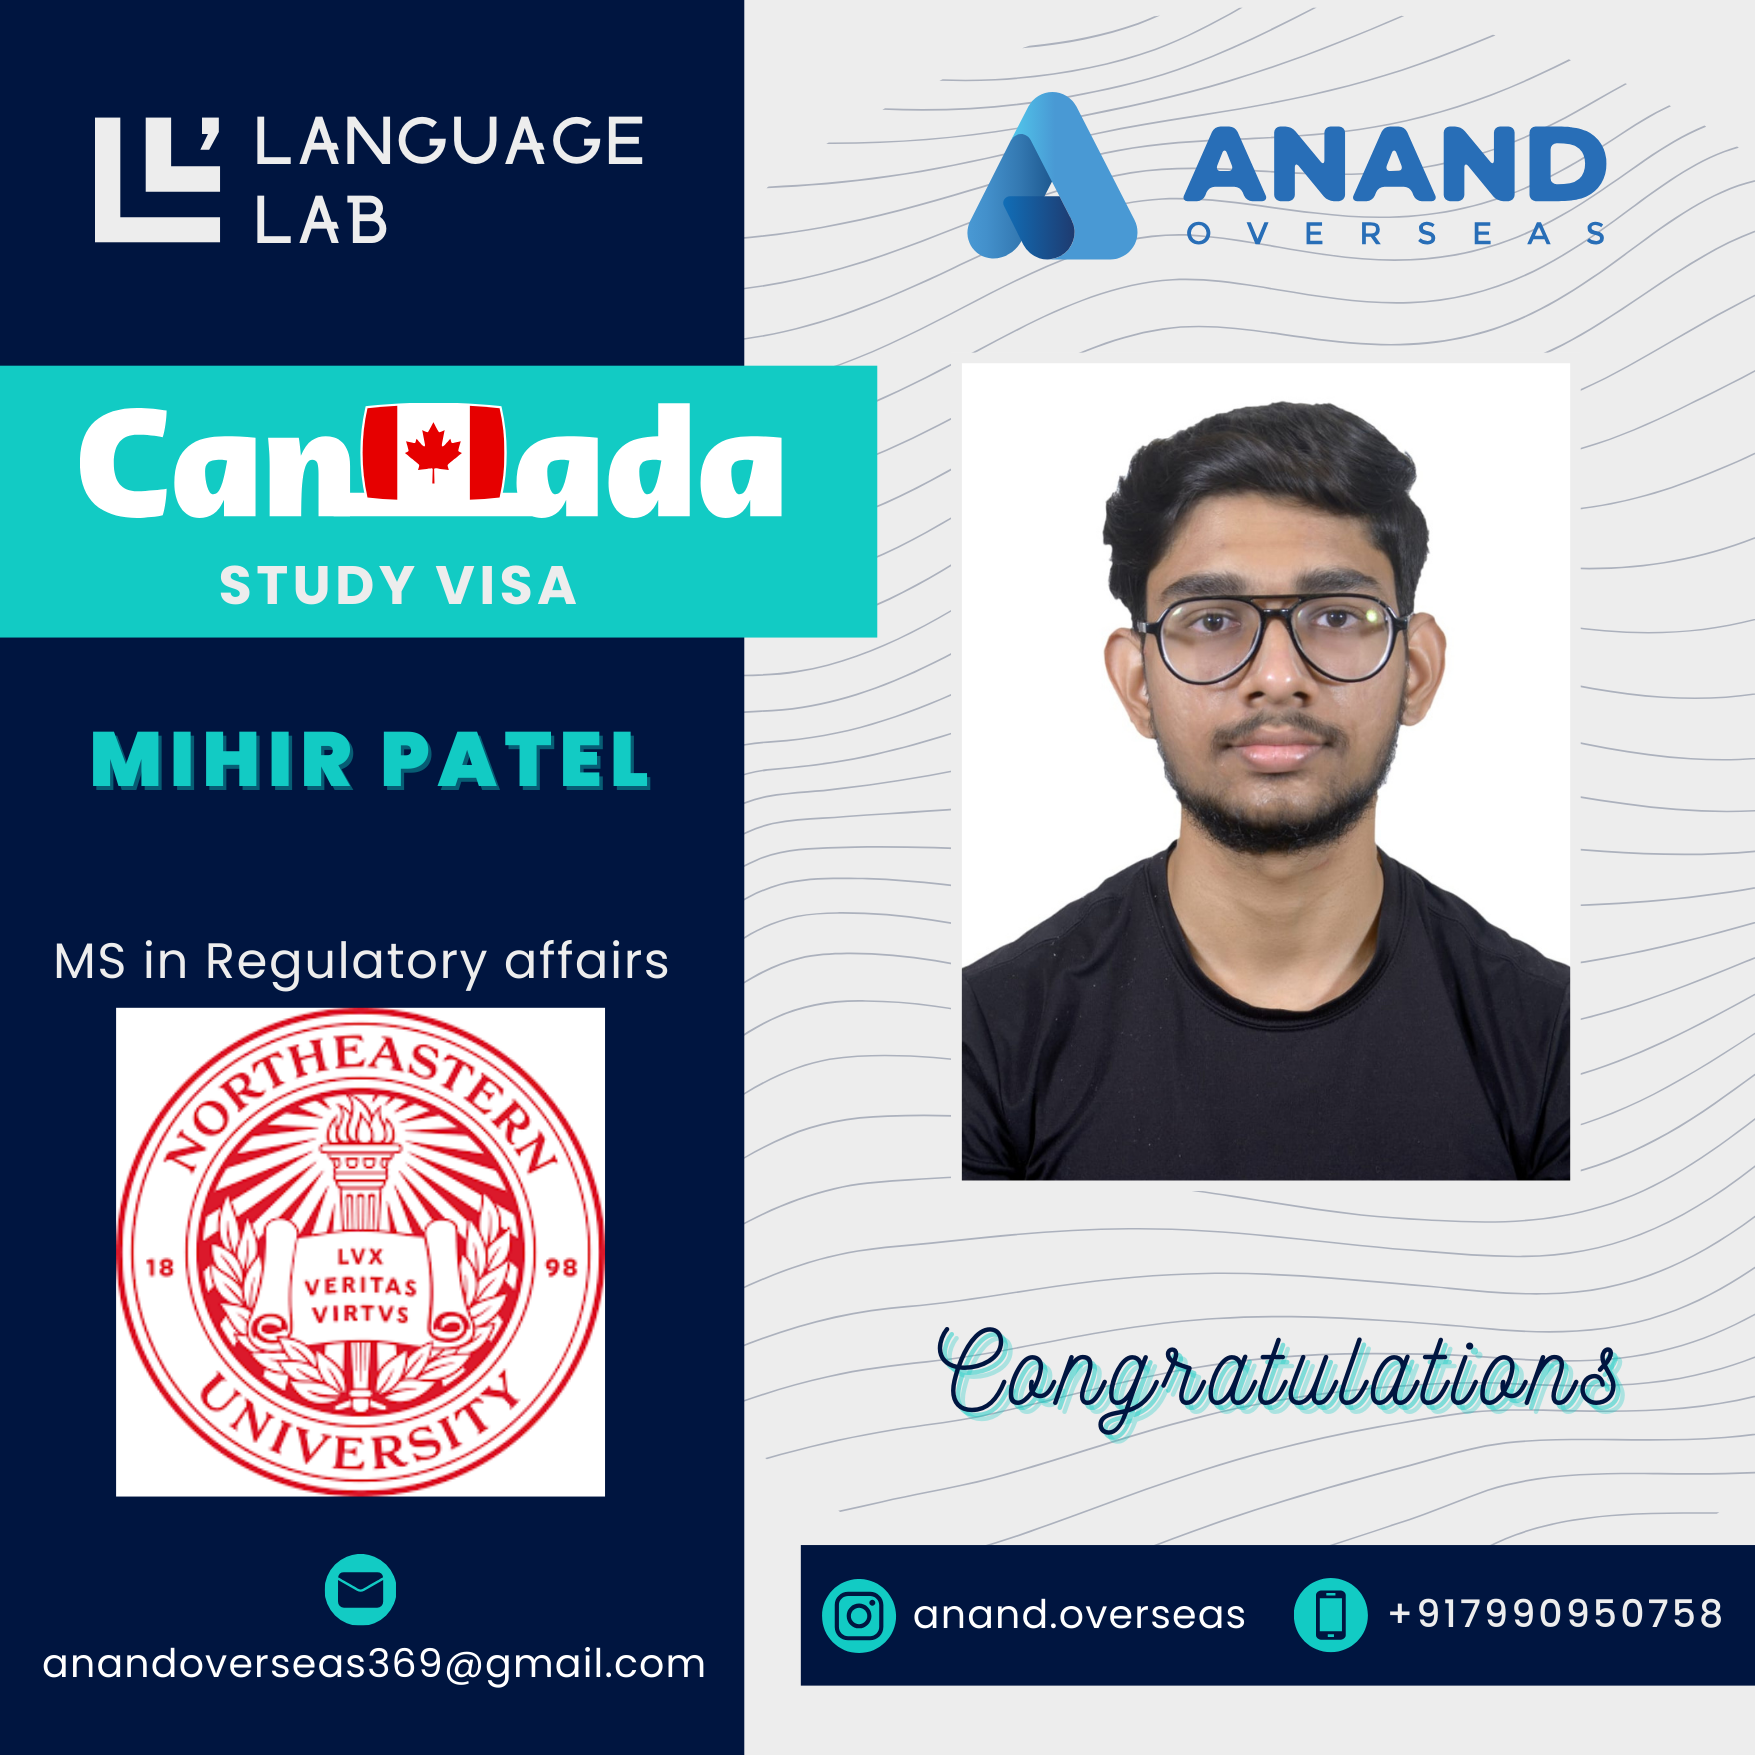 LANGUAGE
LAB
ANAND
OVERSEAS
Canada
STUDY VISA
MIHIR PATEL
MS in Regulatory affairs
NORTHEASTERN
18
LVX
VERITAS
VIRTVS
98
UNIVERSITY
anandoverseas369@gmail.com
Congratulations
anand.overseas
+917990950758